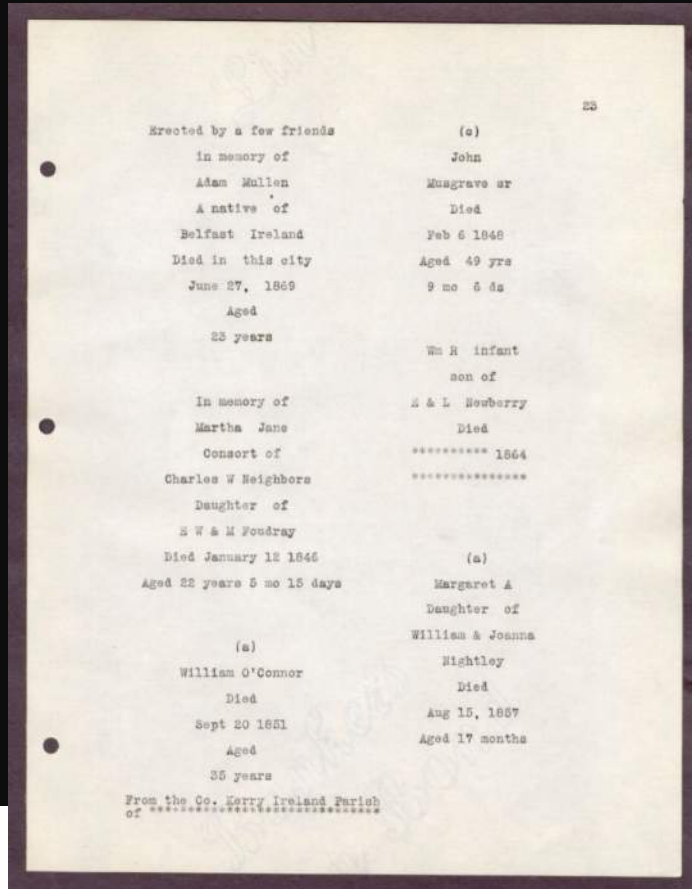 23
Erected by a few friends
in memory of
Adam Mullen
A native of
Belfast Ireland
Died in this city
June 27, 1869
Aged
23 years
In memory of
Martha Jane
Consort of
Charles W Neighbors
Daughter of
E W & M Foudray
Died January 12 1846
Aged 22 years 5 mo 15 days
(a)
William O'Connor
Died
Sept 20 1851
Aged
35 years
From the Co. Kerry Ireland Parish
of ***************************
(c)
John
Musgrave sr
Died
Feb 6 1848
Aged 49 yrs
9 mo 6 ds
Wm R infant
son of
& L Newberry
Died
********** 1864
***************
(a)
Margaret A
Daughter of
William & Joanna
Nightley
Died
Aug 15, 1857
Aged 17 months